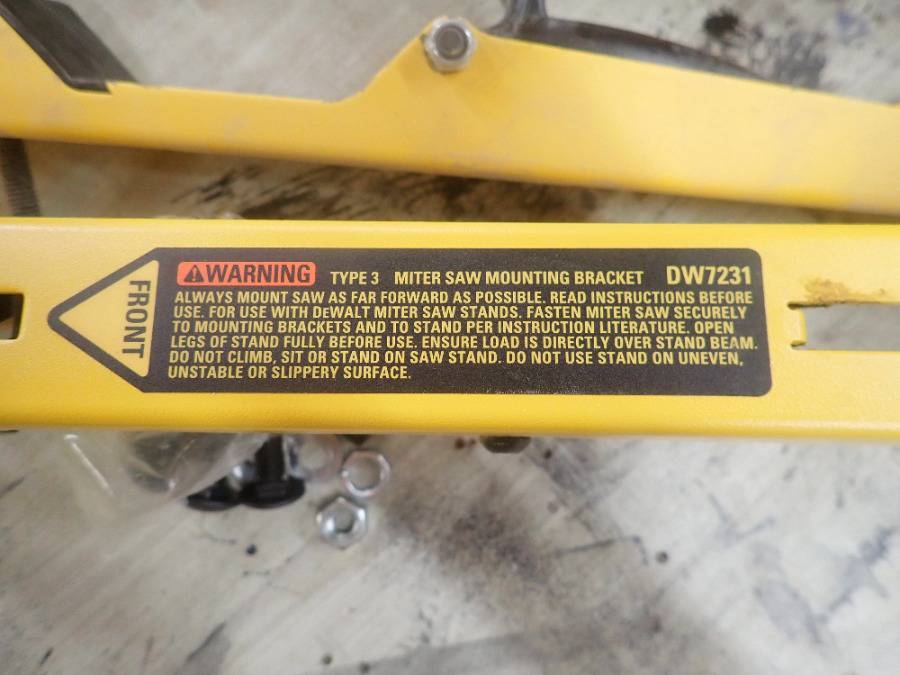 FRONT
WARNING TYPE 3 MITER SAW MOUNTING BRACKET DW7231
ALWAYS MOUNT SAW AS FAR FORWARD AS POSSIBLE. READ INSTRUCTIONS BEFORE
USE. FOR USE WITH DEWALT MITER SAW STANDS. FASTEN MITER SAW SECURELY
TO MOUNTING BRACKETS AND TO STAND PER INSTRUCTION LITERATURE. OPEN
LEGS OF STAND FULLY BEFORE USE. ENSURE LOAD IS DIRECTLY OVER STAND BEAM.
DO NOT CLIMB, SIT OR STAND ON SAW STAND. DO NOT USE STAND ON UNEVEN,
UNSTABLE OR SLIPPERY SURFACE.